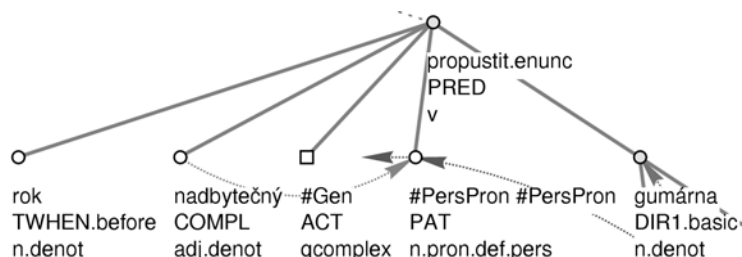 propustit.enunc
PRED
v
rok nadbytečný #Gen #PersPron #PersPron gumárna
TWHEN.before COMPL ACT PAT DIR1.basic
n.denot adj.denot qcomplex n.pron.def.pers n.denot